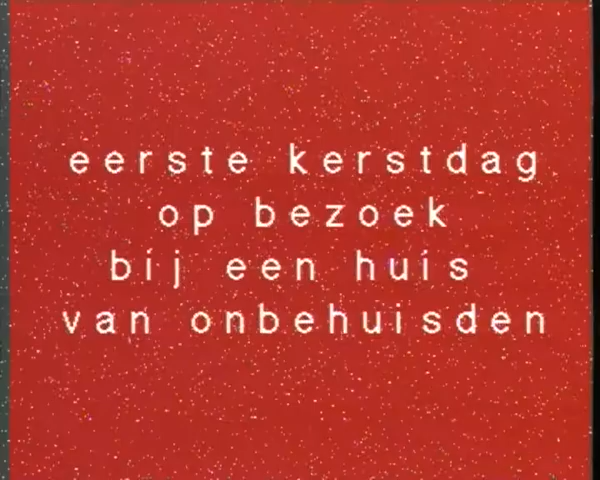 eerste kerstdag
op bezoek
bij een huis
van onbehuisden